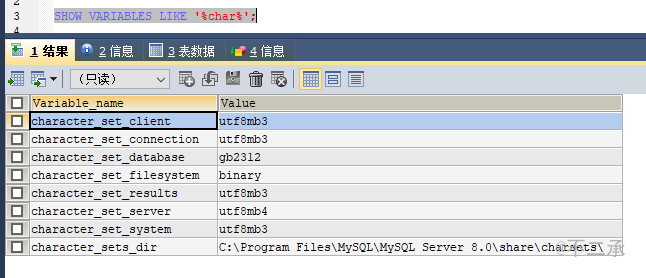 2
3 SHOW VARIABLES LIKE '%char%';
4
1 结果 2 信息 3 表数据 4 信息
(只读)
Variable_name Value
character_set_client utf8mb3
character_set_connection utf8mb3
character_set_database gb2312
character_set_filesystem binary
character_set_results utf8mb3
character_set_server utf8mb4
character_set_system utf8mb3
character_sets_dir C:\Program Files\MySQL\MySQL Server 8.0\share\charsets\
@不二承